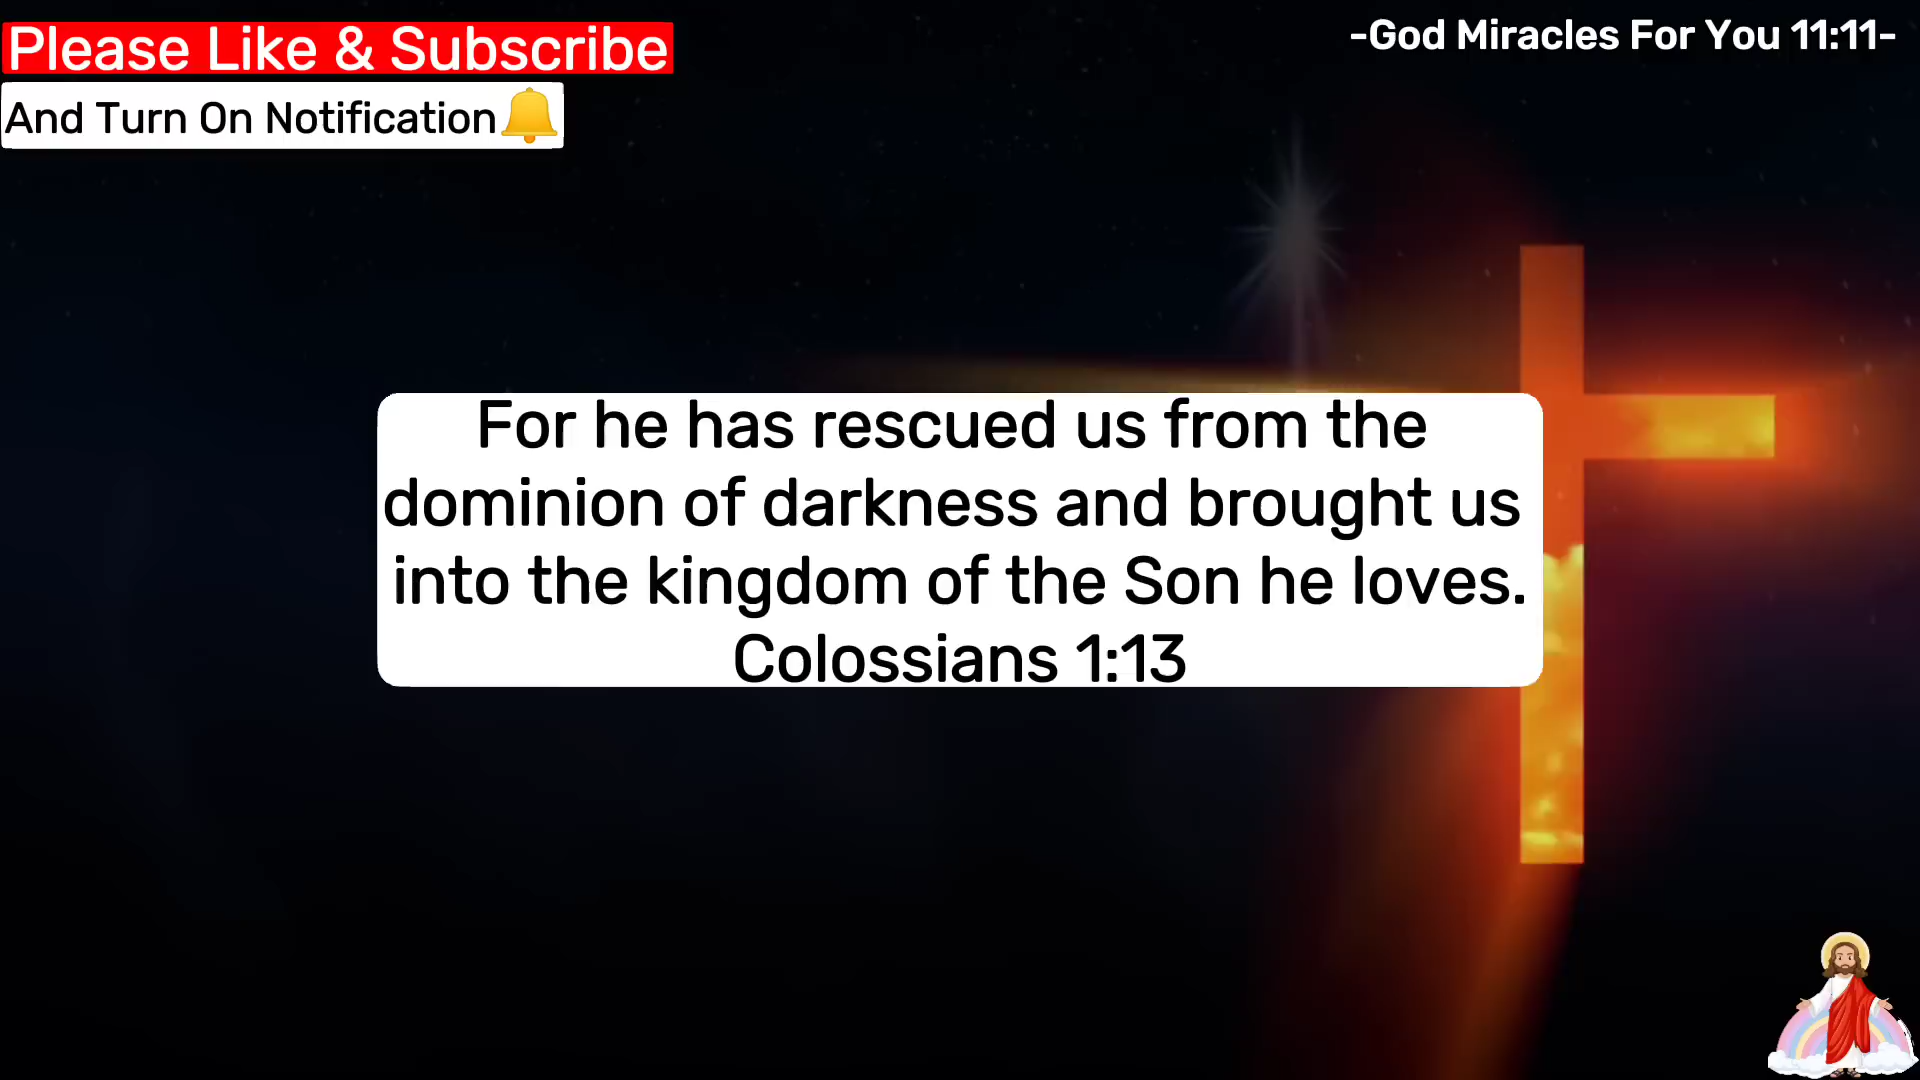 Please Like & Subscribe
And Turn On Notification🔔
-God Miracles For You 11:11-
For he has rescued us from the
dominion of darkness and brought us
into the kingdom of the Son he loves.
Colossians 1:13